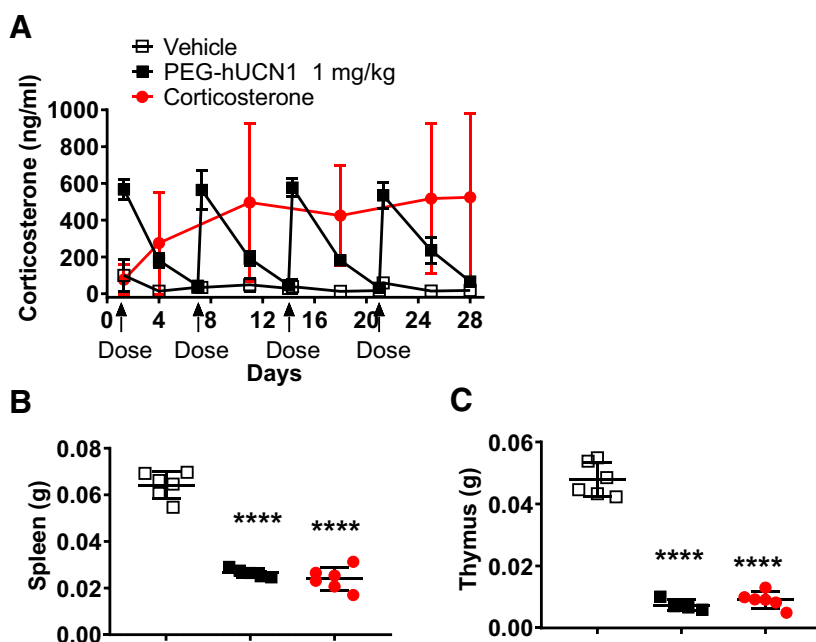 A
Vehicle
PEG-hUCN1 1 mg/kg
Corticosterone
Corticosterone (ng/ml)
1000
800
600
400
200
0
0 4 8 12 16 20 24 28
Dose Dose Dose Dose
Days
B
Spleen (g)
0.08
0.06
0.04
0.02
0.00
**** ****
C
Thymus (g)
0.06
0.04
0.02
0.00
**** ****